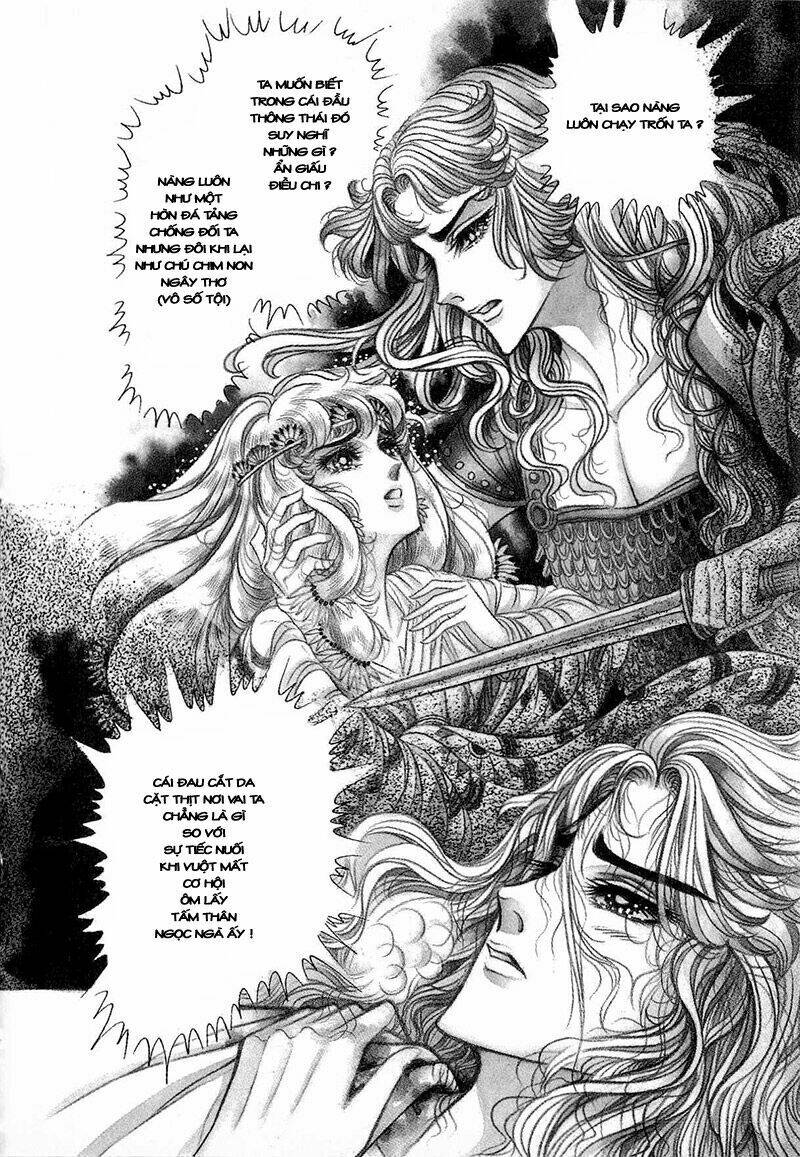 TẠI SAO NÀNG
LUÔN CHẠY TRỐN TA ?
TA MUỐN BIẾT
TRONG CÁI ĐẦU
THÔNG THÁI ĐÓ
SUY NGHĨ
NHỮNG GÌ ?
ẨN GIẤU
ĐIỀU CHI ?
NÀNG LUÔN
NHƯ MỘT
HÒN ĐÁ TẢNG
CHỐNG ĐỐI TA
NHƯNG ĐÔI KHI LẠI
NHƯ CHÚ CHIM NON
NGÂY THƠ
(VÔ SỐ TỘI)
CÁI ĐAU CẮT DA
CẶT THỊT NƠI VAI TA
CHẲNG LÀ GÌ
SO VỚI
SỰ TIẾC NUỐI
KHI VUỘT MẤT
CƠ HỘI
ÔM LẤY
TẤM THÂN
NGỌC NGÀ ẤY !